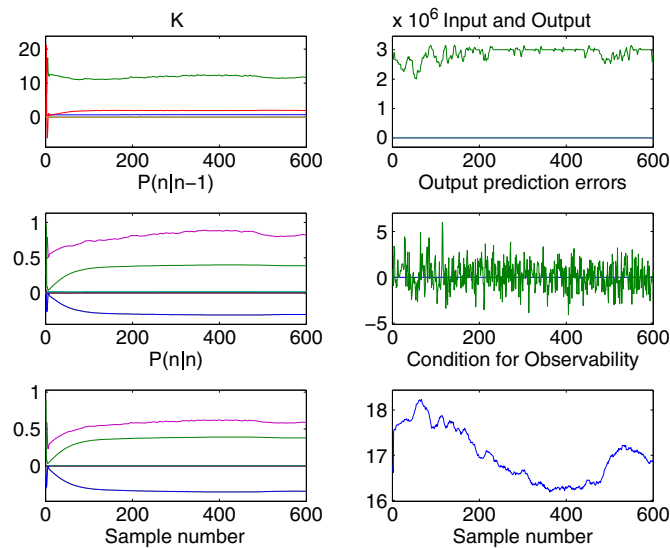 K
20
10
0
0 200 400 600
x 10^6 Input and Output
3
2
1
0
0 200 400 600
P(n|n-1)
1
0.5
0
0 200 400 600
Output prediction errors
5
0
−5
0 200 400 600
P(n|n)
1
0.5
0
0 200 400 600
Sample number
Condition for Observability
18
17
16
0 200 400 600
Sample number